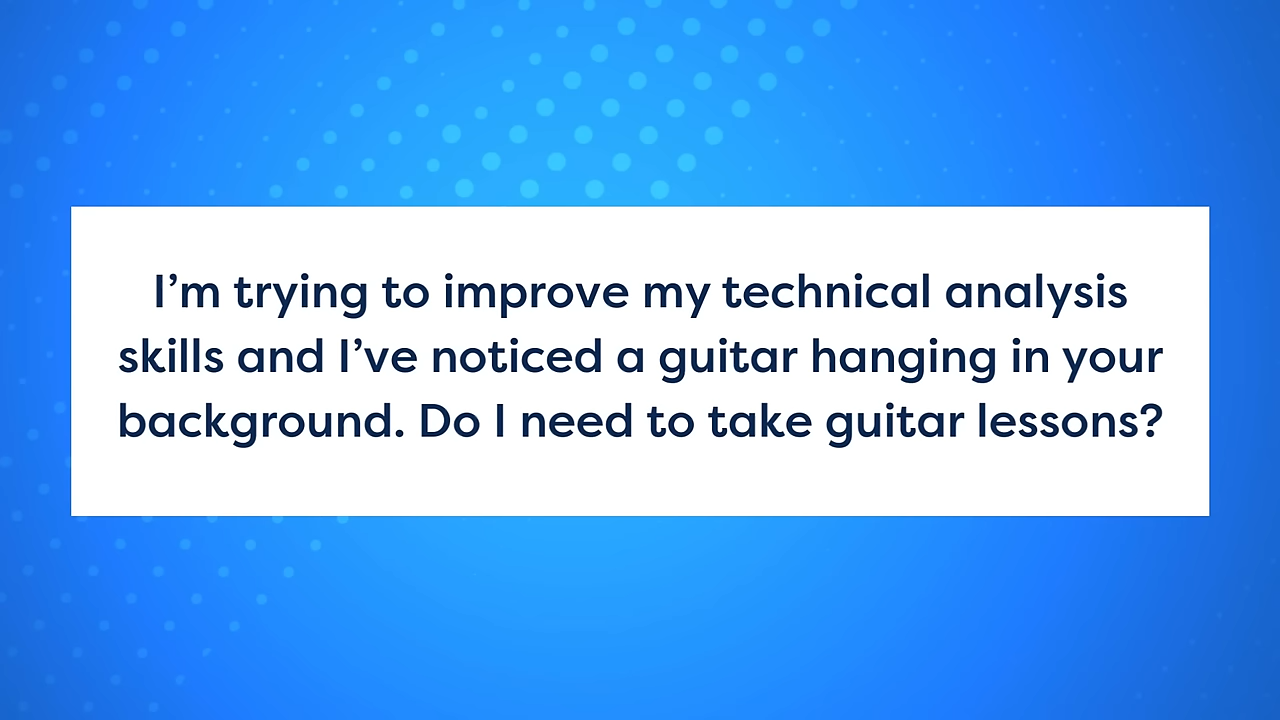 I’m trying to improve my technical analysis
skills and I’ve noticed a guitar hanging in your
background. Do I need to take guitar lessons?